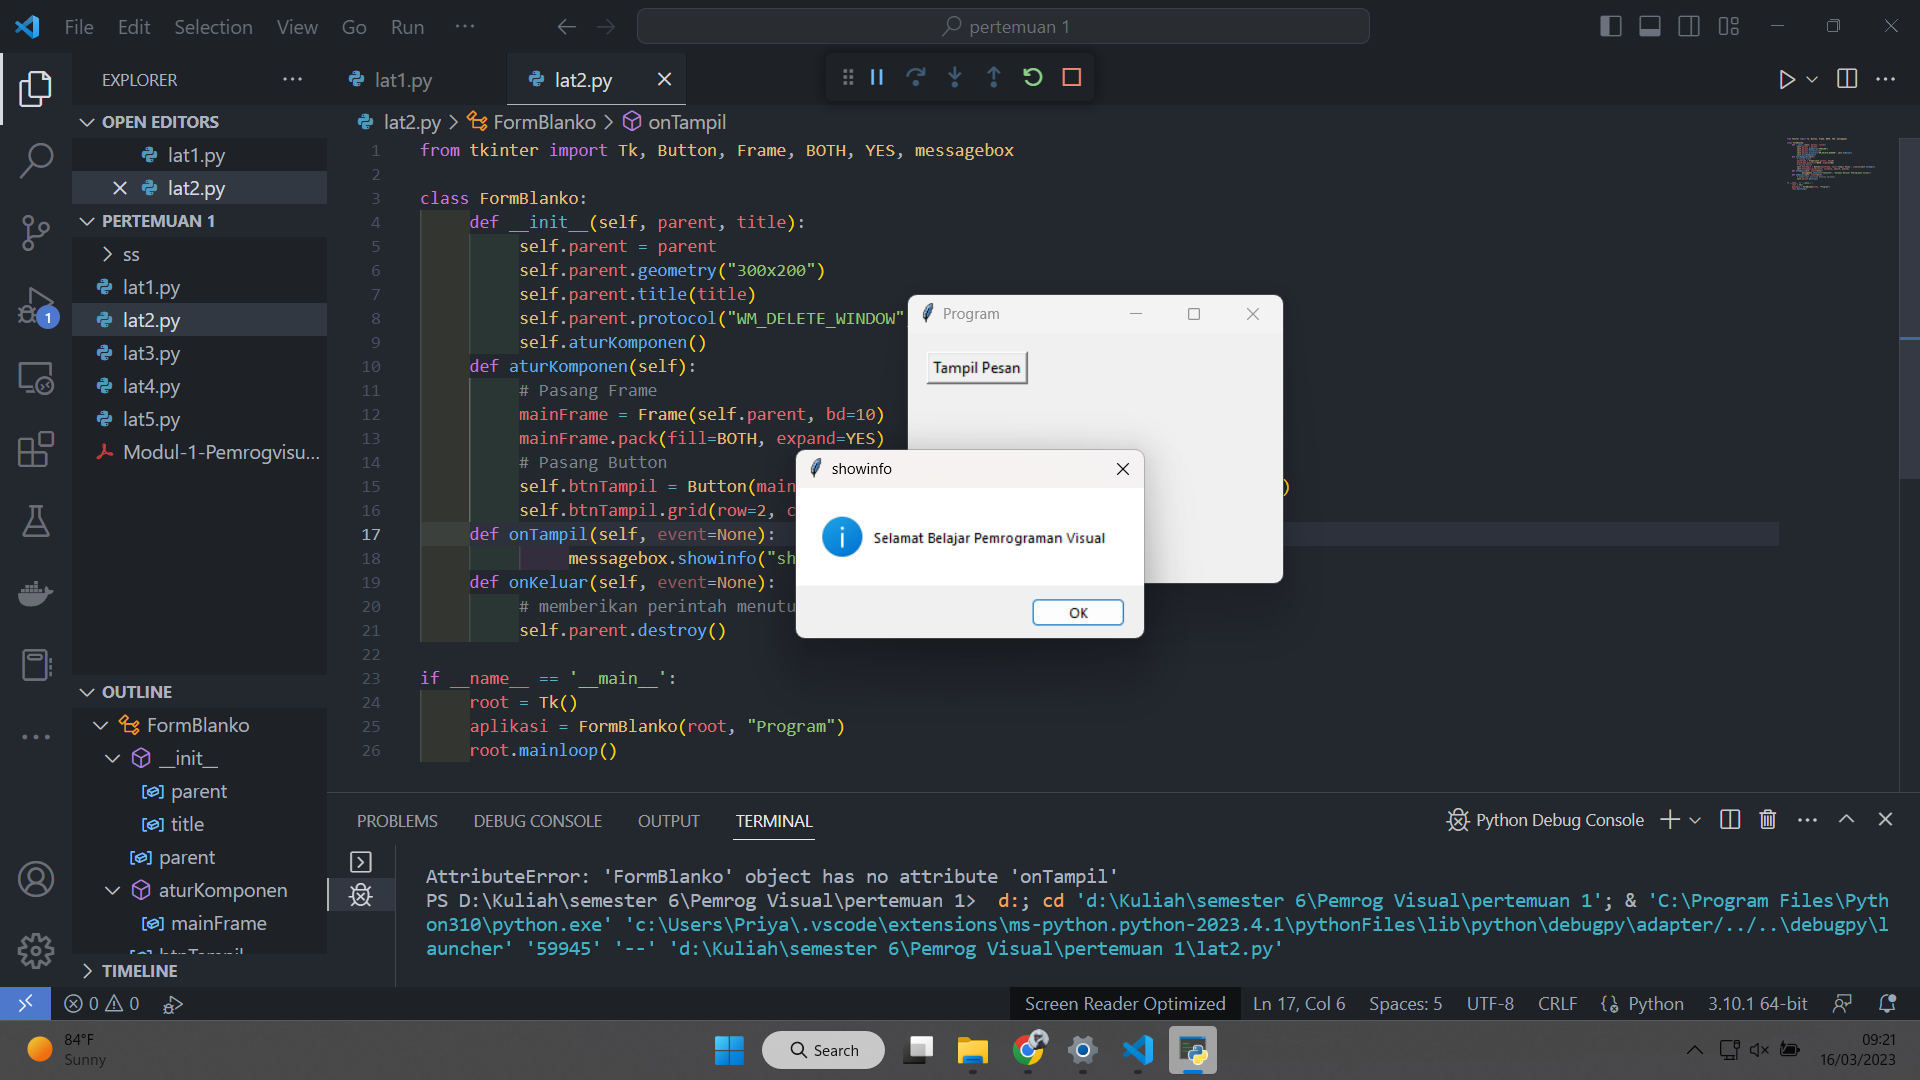 File Edit Selection View Go Run ···
pertemuan 1
EXPLORER
lat1.py
lat2.py
OPEN EDITORS
lat1.py
lat2.py
PERTEMUAN 1
ss
lat1.py
lat2.py
lat3.py
lat4.py
lat5.py
Modul-1-Pemrogvisu...
1
OUTLINE
FormBlanko
__init__
parent
title
parent
aturKomponen
mainFrame
TIMELINE
lat2.py > FormBlanko > onTampil
1 from tkinter import Tk, Button, Frame, BOTH, YES, messagebox
2
3 class FormBlanko:
4 def __init__(self, parent, title):
5 self.parent = parent
6 self.parent.geometry("300x200")
7 self.parent.title(title)
8 self.parent.protocol("WM_DELETE_WINDOW"
9 self.aturKomponen()
10 def aturKomponen(self):
11 # Pasang Frame
12 mainFrame = Frame(self.parent, bd=10)
13 mainFrame.pack(fill=BOTH, expand=YES)
14 # Pasang Button
15 self.btnTampil = Button(main )
16 self.btnTampil.grid(row=2, c
17 def onTampil(self, event=None):
18 messagebox.showinfo("sh
19 def onKeluar(self, event=None):
20 # memberikan perintah menutu
21 self.parent.destroy()
22
23 if __name__ == '__main__':
24 root = Tk()
25 aplikasi = FormBlanko(root, "Program")
26 root.mainloop()
Program
Tampil Pesan
showinfo
Selamat Belajar Pemrograman Visual
OK
PROBLEMS DEBUG CONSOLE OUTPUT TERMINAL
Python Debug Console
AttributeError: 'FormBlanko' object has no attribute 'onTampil'
PS D:\Kuliah\semester 6\Pemrog Visual\pertemuan 1> d:; cd 'd:\Kuliah\semester 6\Pemrog Visual\pertemuan 1'; & 'C:\Program Files\Pyth
on310\python.exe' 'c:\Users\Priya\.vscode\extensions\ms-python.python-2023.4.1\pythonFiles\lib\python\debugpy\adapter/../..\debugpy\l
auncher' '59945' '--' 'd:\Kuliah\semester 6\Pemrog Visual\pertemuan 1\lat2.py'
0 0
Screen Reader Optimized Ln 17, Col 6 Spaces: 5 UTF-8 CRLF Python 3.10.1 64-bit
84°F
Sunny
Search
09:21
16/03/2023